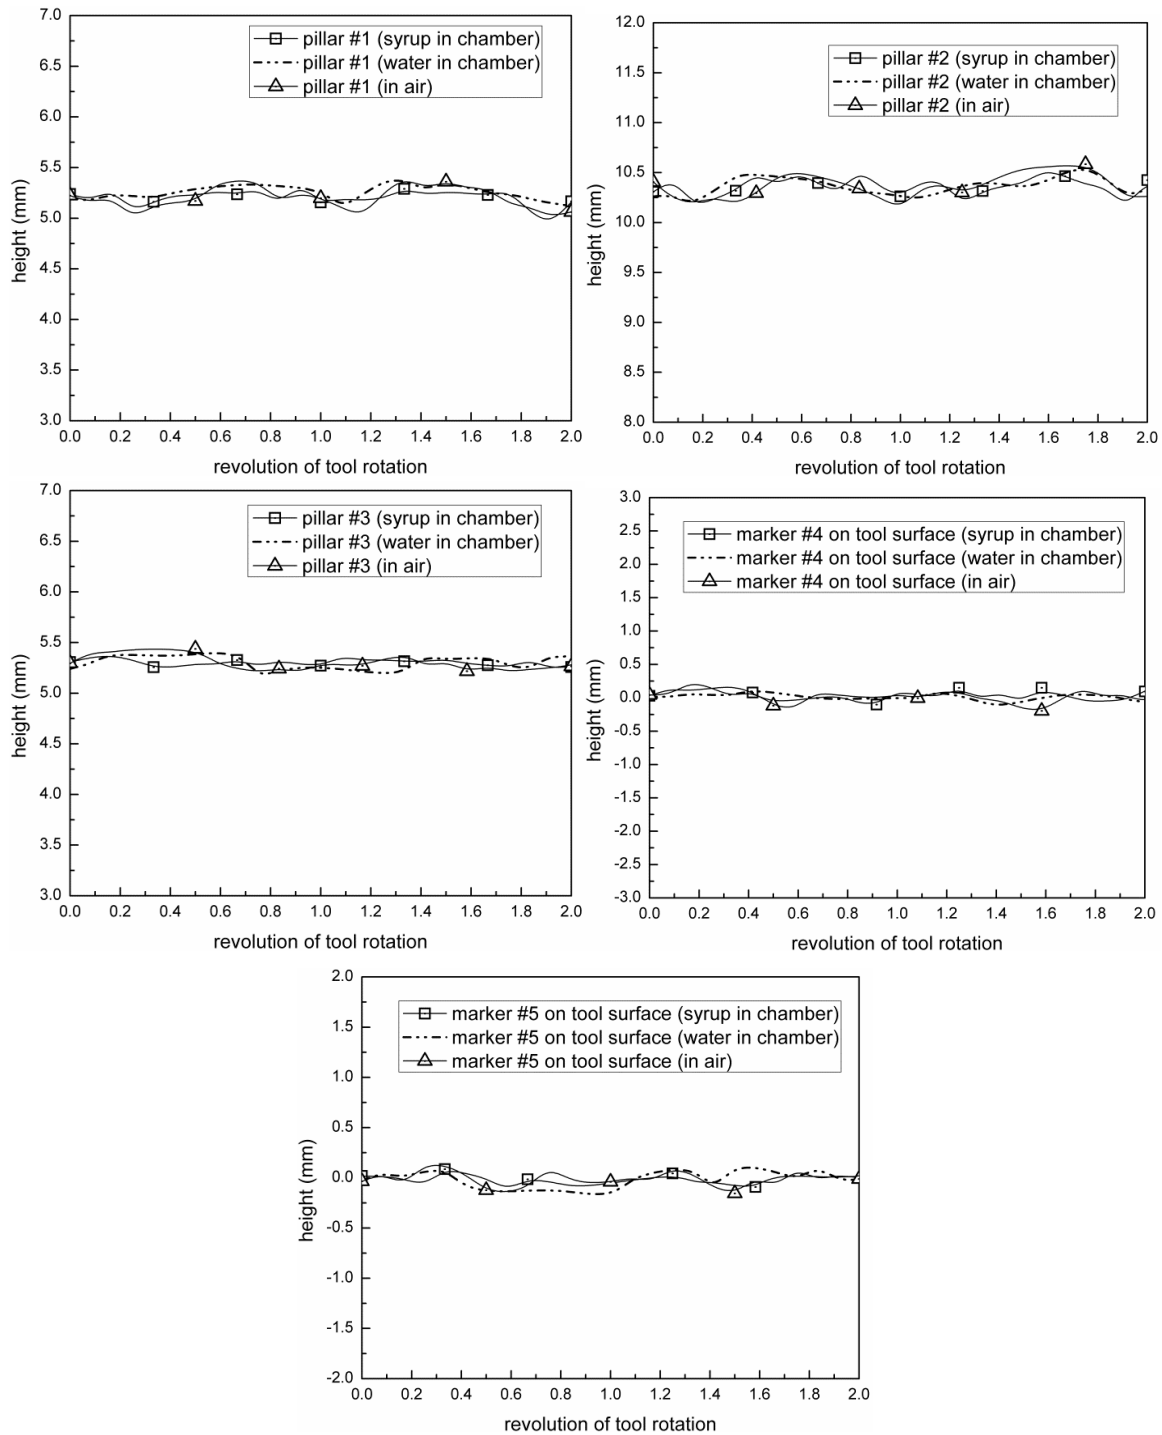 7.0
6.5
6.0
5.5
5.0
4.5
4.0
3.5
3.0
height (mm)
pillar #1 (syrup in chamber)
pillar #1 (water in chamber)
pillar #1 (in air)
0.0 0.2 0.4 0.6 0.8 1.0 1.2 1.4 1.6 1.8 2.0
revolution of tool rotation
12.0
11.5
11.0
10.5
10.0
9.5
9.0
8.5
8.0
height (mm)
pillar #2 (syrup in chamber)
pillar #2 (water in chamber)
pillar #2 (in air)
0.0 0.2 0.4 0.6 0.8 1.0 1.2 1.4 1.6 1.8 2.0
revolution of tool rotation
7.0
6.5
6.0
5.5
5.0
4.5
4.0
3.5
3.0
height (mm)
pillar #3 (syrup in chamber)
pillar #3 (water in chamber)
pillar #3 (in air)
0.0 0.2 0.4 0.6 0.8 1.0 1.2 1.4 1.6 1.8 2.0
revolution of tool rotation
3.0
2.5
2.0
1.5
1.0
0.5
0.0
-0.5
-1.0
-1.5
-2.0
-2.5
-3.0
height (mm)
marker #4 on tool surface (syrup in chamber)
marker #4 on tool surface (water in chamber)
marker #4 on tool surface (in air)
0.0 0.2 0.4 0.6 0.8 1.0 1.2 1.4 1.6 1.8 2.0
revolution of tool rotation
2.0
1.5
1.0
0.5
0.0
-0.5
-1.0
-1.5
-2.0
height (mm)
marker #5 on tool surface (syrup in chamber)
marker #5 on tool surface (water in chamber)
marker #5 on tool surface (in air)
0.0 0.2 0.4 0.6 0.8 1.0 1.2 1.4 1.6 1.8 2.0
revolution of tool rotation